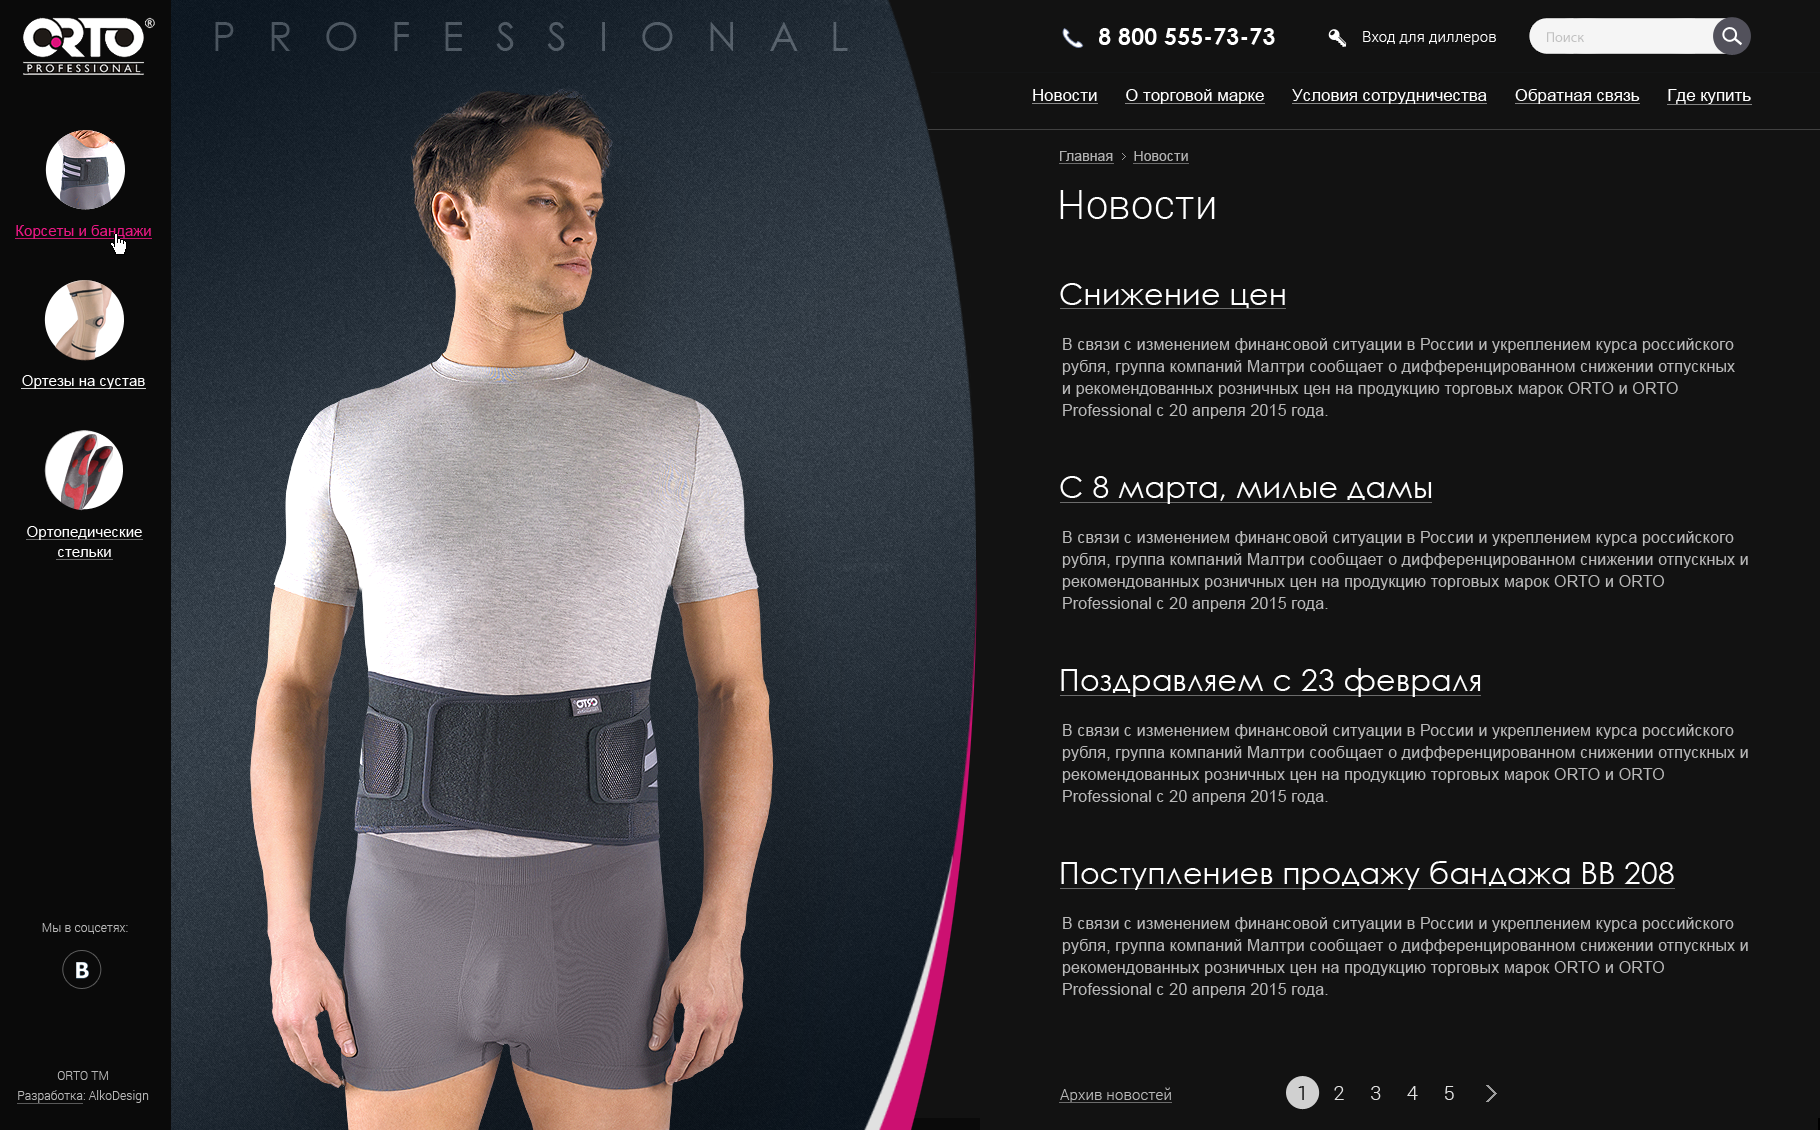 ORTO®
PROFESSIONAL
Корсеты и бандажи
Ортезы на сустав
Ортопедические
стельки
Мы в соцсетях:
В
ORTO TM
Разработка: AlkoDesign
PROFESSIONAL
ORTO
8 800 555-73-73
Вход для диллеров
Поиск
Новости
О торговой марке
Условия сотрудничества
Обратная связь
Где купить
Главная > Новости
Новости
Снижение цен
В связи с изменением финансовой ситуации в России и укреплением курса российского
рубля, группа компаний Малтри сообщает о дифференцированном снижении отпускных
и рекомендованных розничных цен на продукцию торговых марок ORTO и ORTO
Professional с 20 апреля 2015 года.
С 8 марта, милые дамы
В связи с изменением финансовой ситуации в России и укреплением курса российского
рубля, группа компаний Малтри сообщает о дифференцированном снижении отпускных и
рекомендованных розничных цен на продукцию торговых марок ORTO и ORTO
Professional с 20 апреля 2015 года.
Поздравляем с 23 февраля
В связи с изменением финансовой ситуации в России и укреплением курса российского
рубля, группа компаний Малтри сообщает о дифференцированном снижении отпускных и
рекомендованных розничных цен на продукцию торговых марок ORTO и ORTO
Professional с 20 апреля 2015 года.
Поступлениев продажу бандажа ВВ 208
В связи с изменением финансовой ситуации в России и укреплением курса российского
рубля, группа компаний Малтри сообщает о дифференцированном снижении отпускных и
рекомендованных розничных цен на продукцию торговых марок ORTO и ORTO
Professional с 20 апреля 2015 года.
Архив новостей
1 2 3 4 5 >